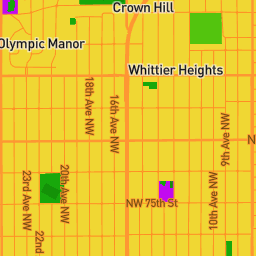 Crown Hill
Olympic Manor
Whittier Heights
18th Ave NW
16th Ave NW
9th Ave NW
N
23rd Ave NW
20th Ave NW
10th Ave NW
NW 75th St
22nd